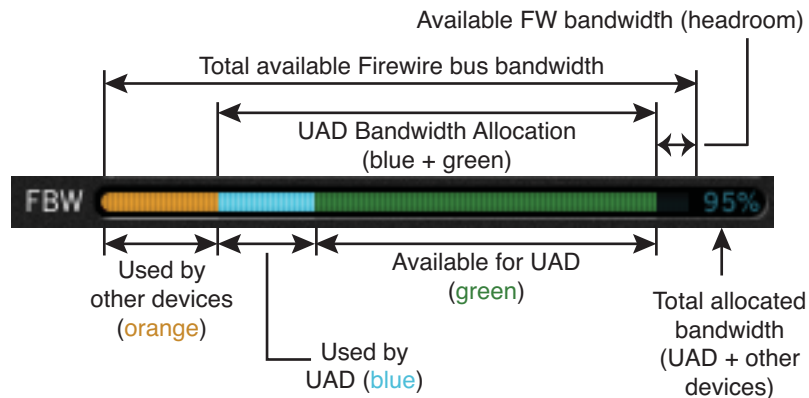 Available FW bandwidth (headroom)
Total available Firewire bus bandwidth
UAD Bandwidth Allocation
(blue + green)
FBW
95%
Used by
other devices
(orange)
Available for UAD
(green)
Total allocated
bandwidth
(UAD + other
devices)
Used by
UAD (blue)